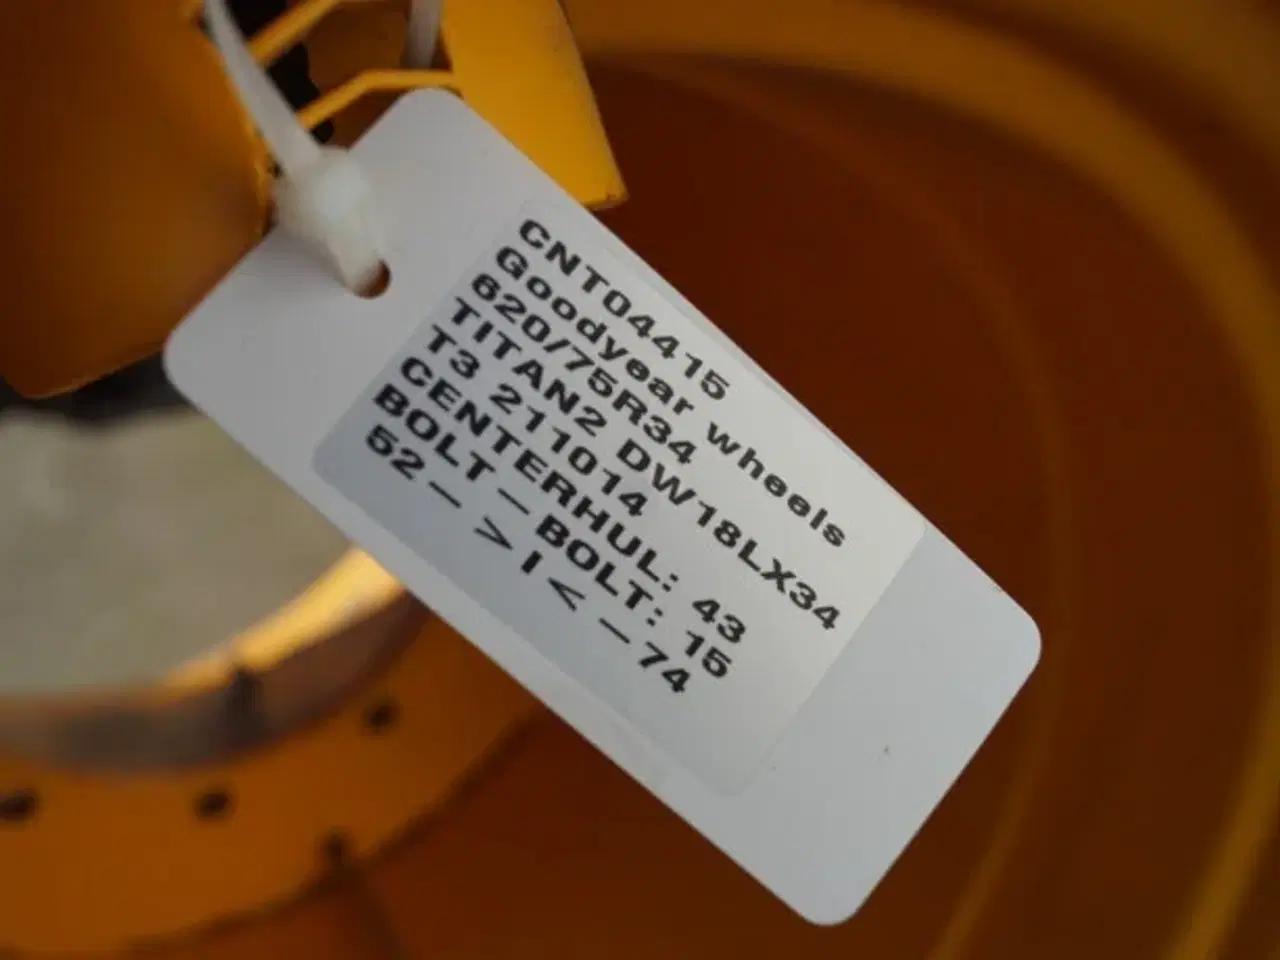 CNT04415
Goodyear wheels
620/75R34
TITAN2 DW18LX34
T3 211014
CENTERHUL: 43
BOLT-BOLT: 15
52-> I <-74